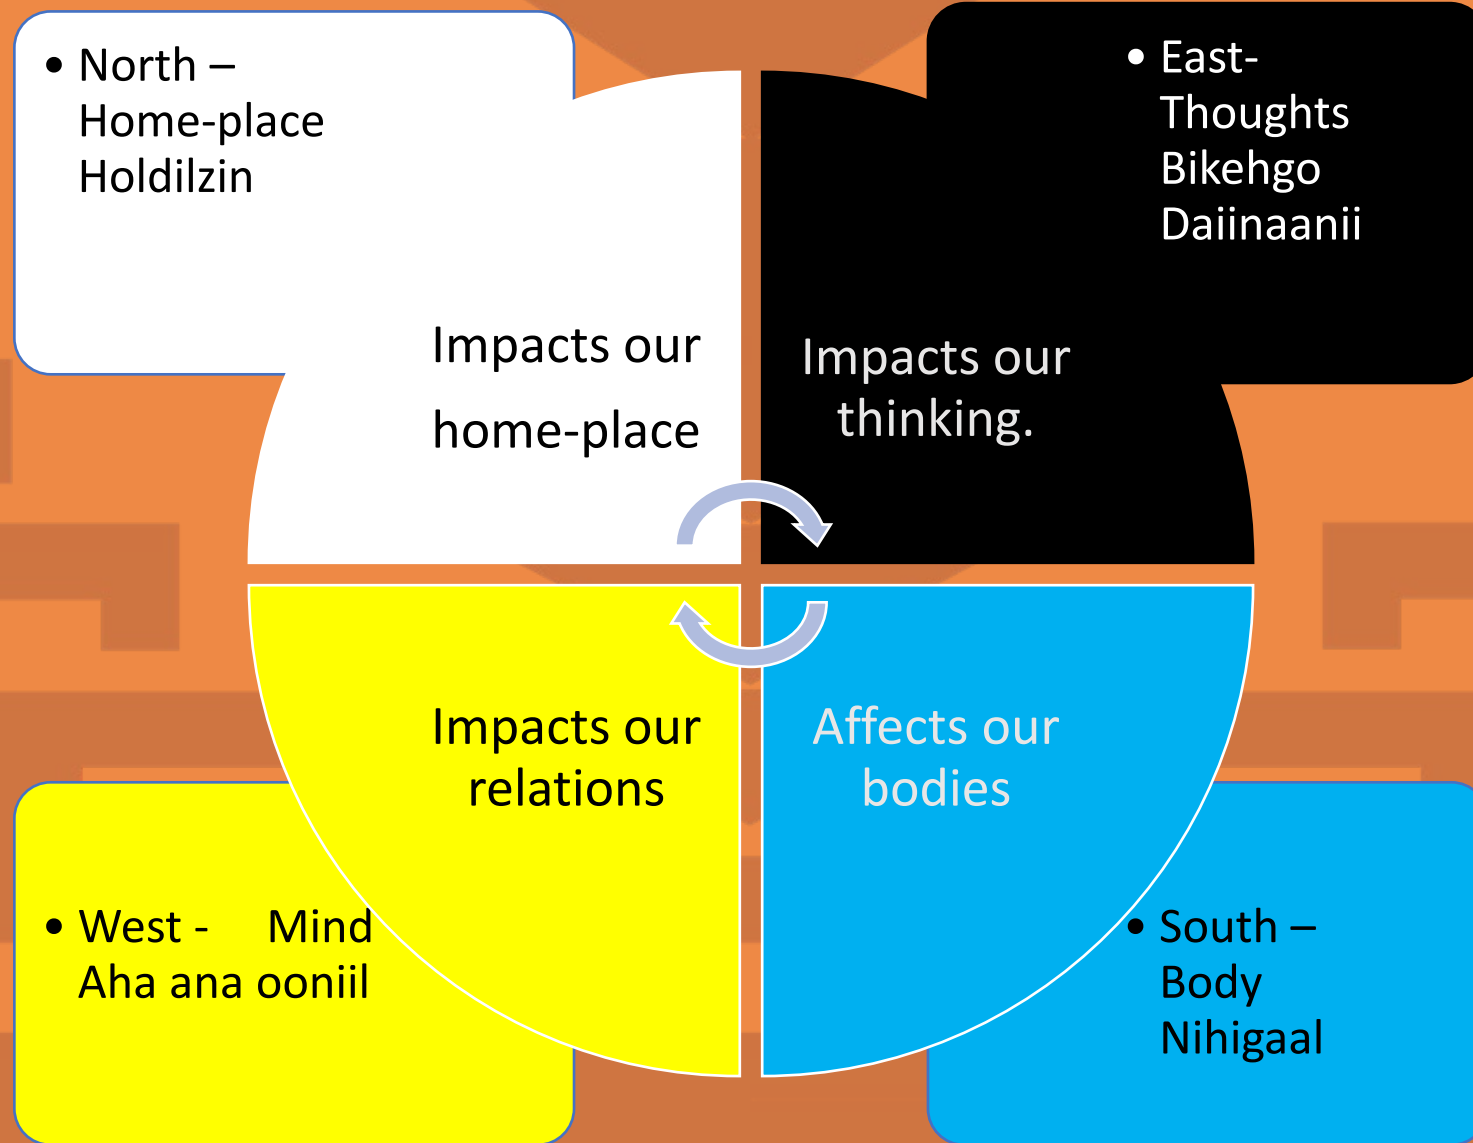 • North –
Home-place
Holdilzin
• East-
Thoughts
Bikehgo
Daiinaanii
Impacts our
home-place
Impacts our
thinking.
Impacts our
relations
Affects our
bodies
• West - Mind
Aha ana ooniil
• South –
Body
Nihigaal